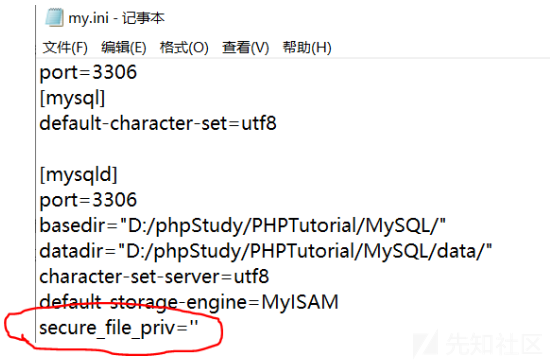 my.ini - 记事本
文件(F) 编辑(E) 格式(O) 查看(V) 帮助(H)
port=3306
[mysql]
default-character-set=utf8
[mysqld]
port=3306
basedir="D:/phpStudy/PHPTutorial/MySQL/"
datadir="D:/phpStudy/PHPTutorial/MySQL/data/"
character-set-server=utf8
default-storage-engine=MyISAM
secure_file_priv=''
先知社区